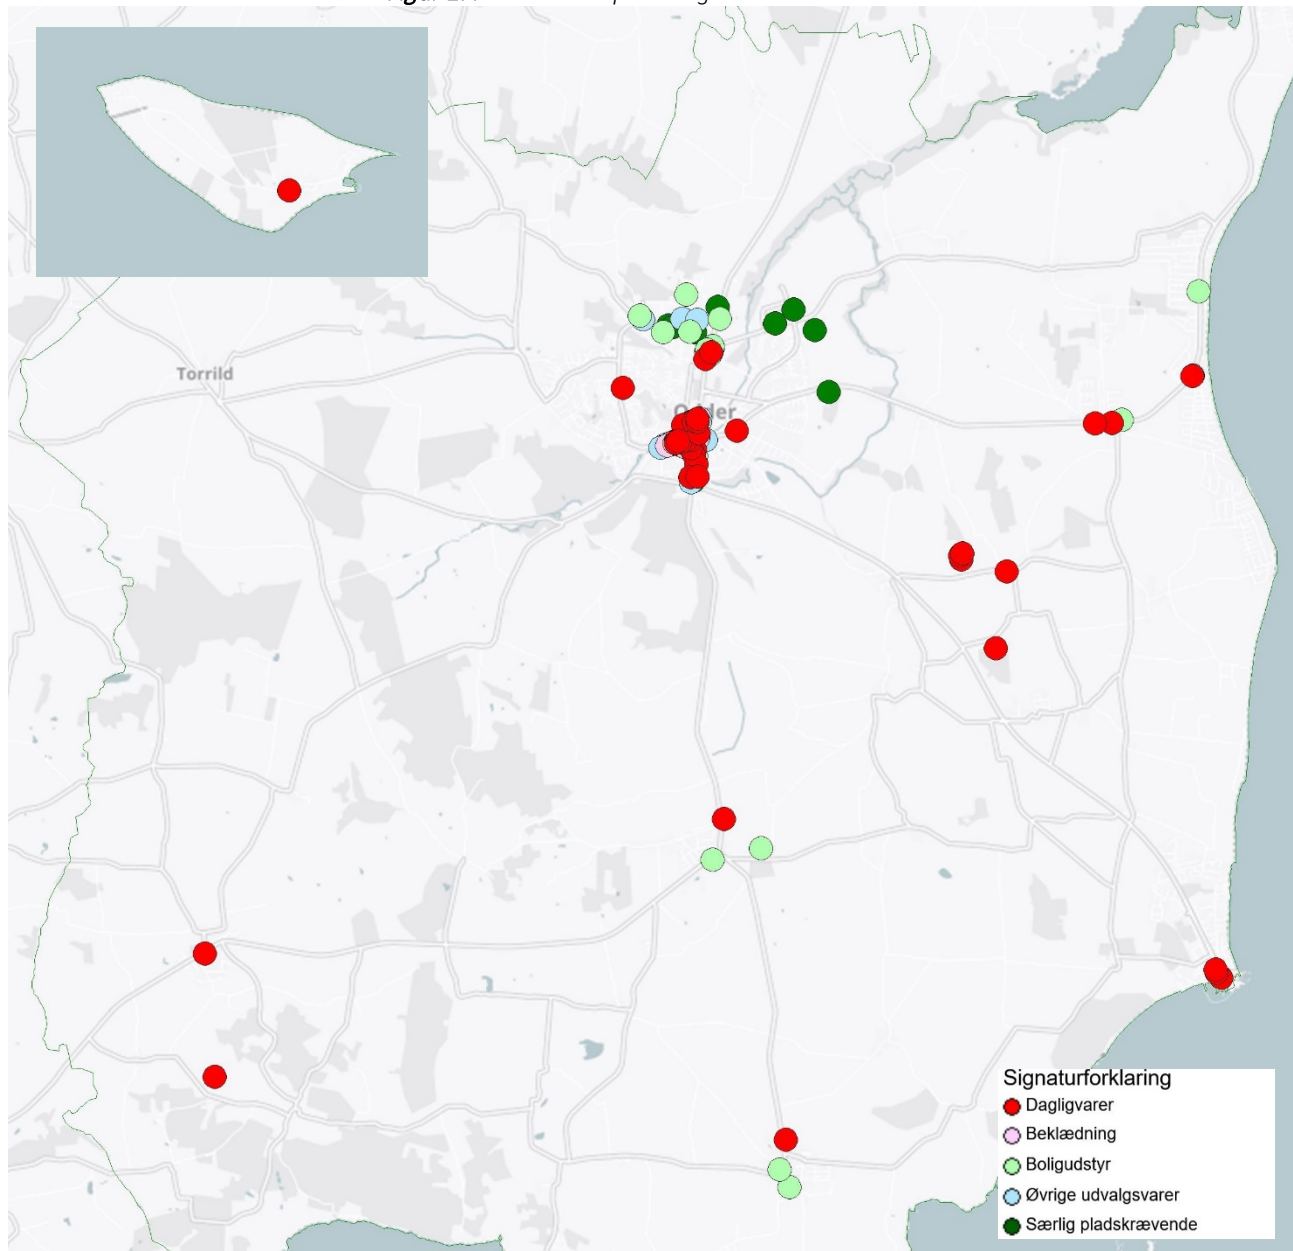 Torrild
Signaturforklaring
Dagligvarer
Beklædning
Boligudstyr
Øvrige udvalgsvarer
Særlig pladskrævende